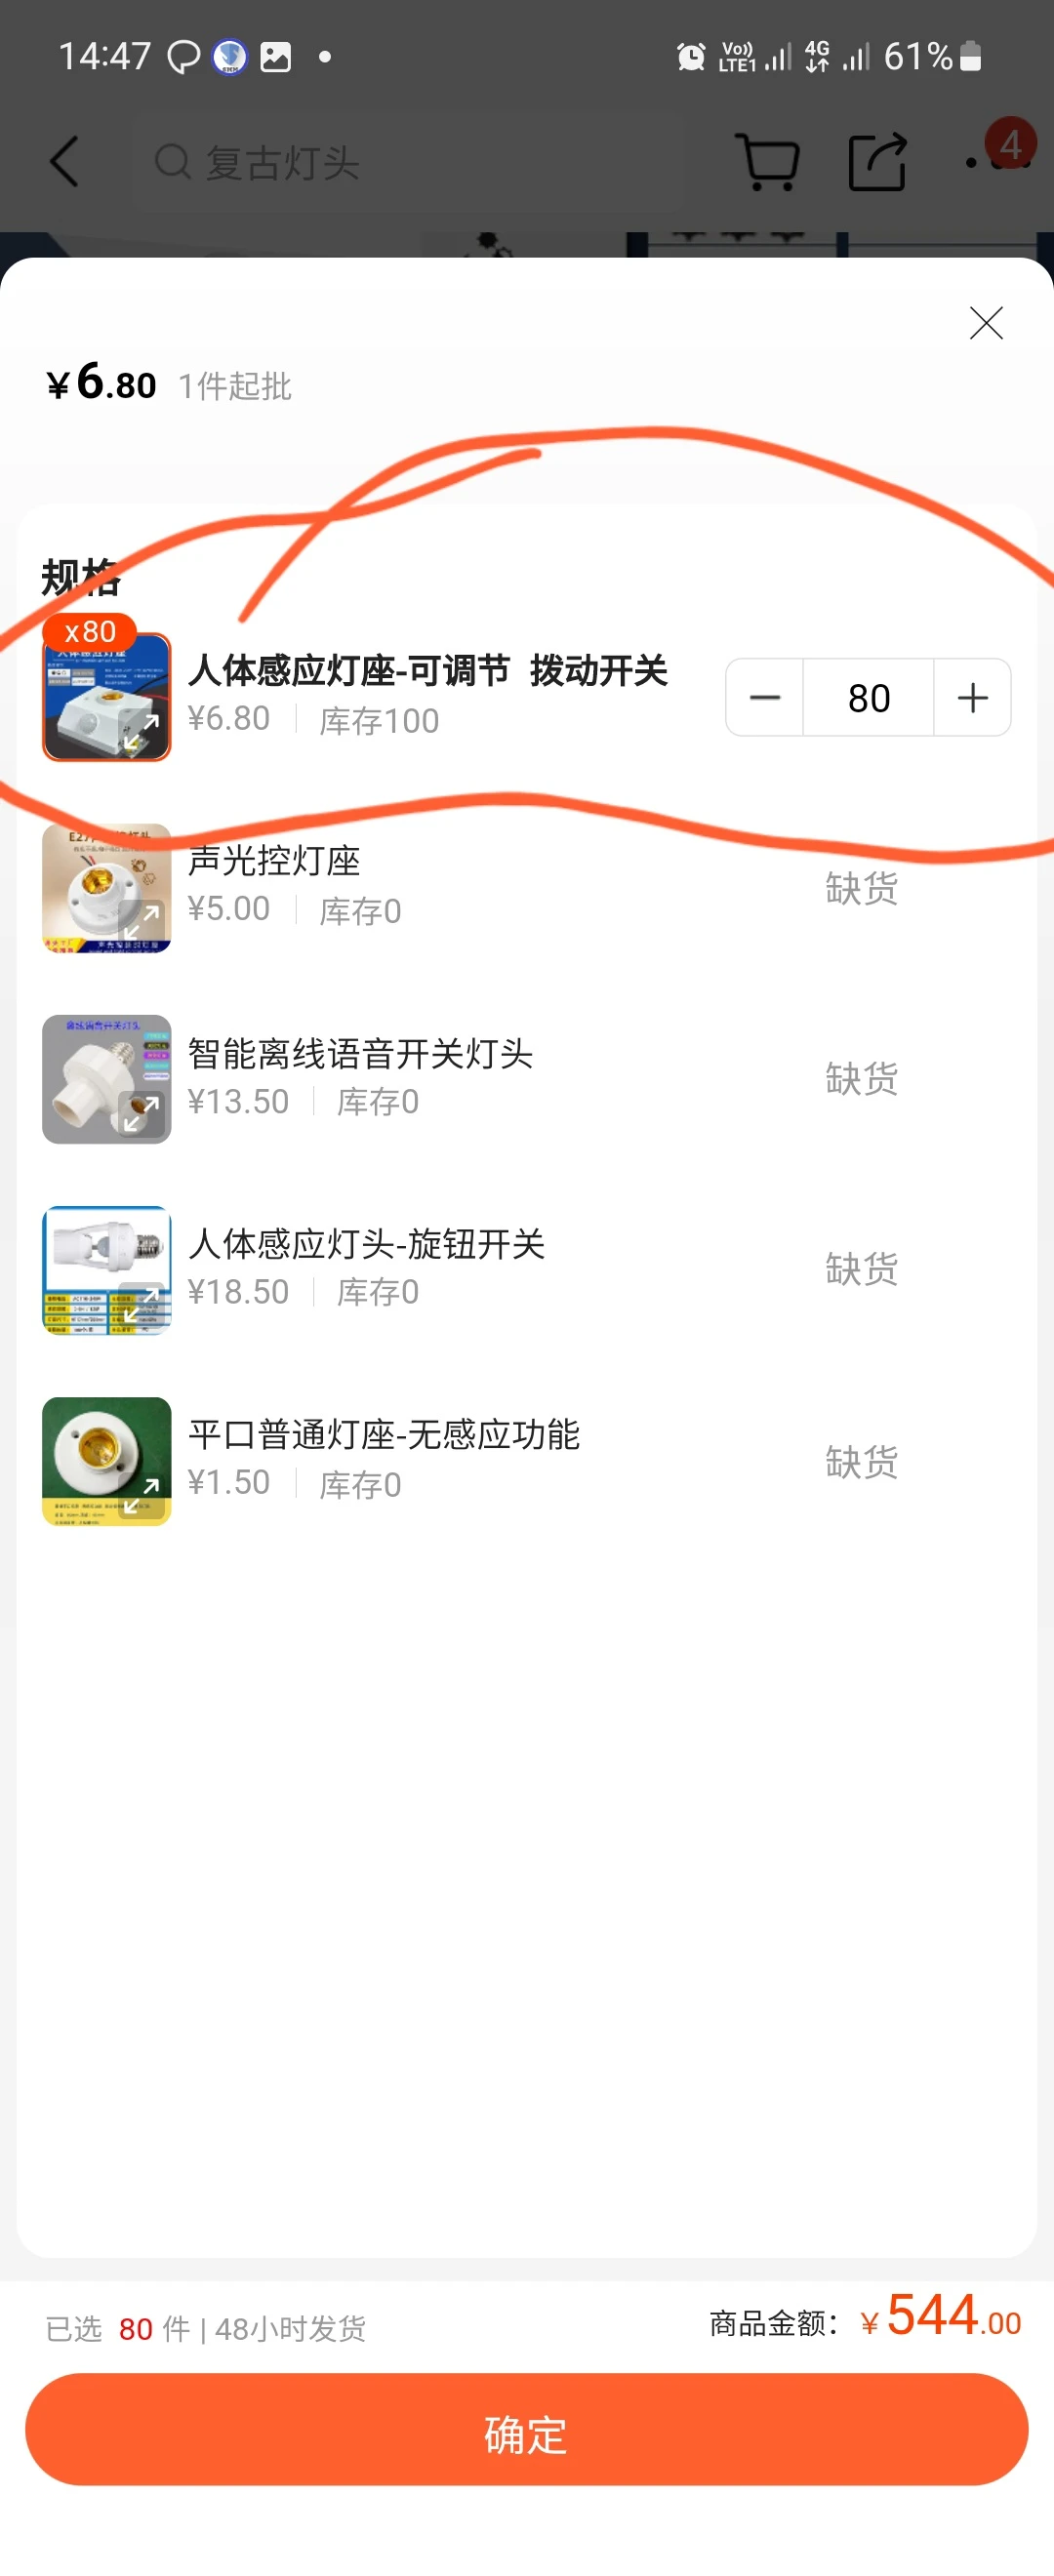 14:47
Vo)) LTE1 4G 61%
复古灯头
4
¥6.80 1件起批
规格
x80
人体感应灯座-可调节 拨动开关
¥6.80 库存100
80
声光控灯座
¥5.00 库存0
缺货
智能离线语音开关灯头
¥13.50 库存0
缺货
人体感应灯头-旋钮开关
¥18.50 库存0
缺货
平口普通灯座-无感应功能
¥1.50 库存0
缺货
已选 80 件 | 48小时发货
商品金额： ¥544.00
确定